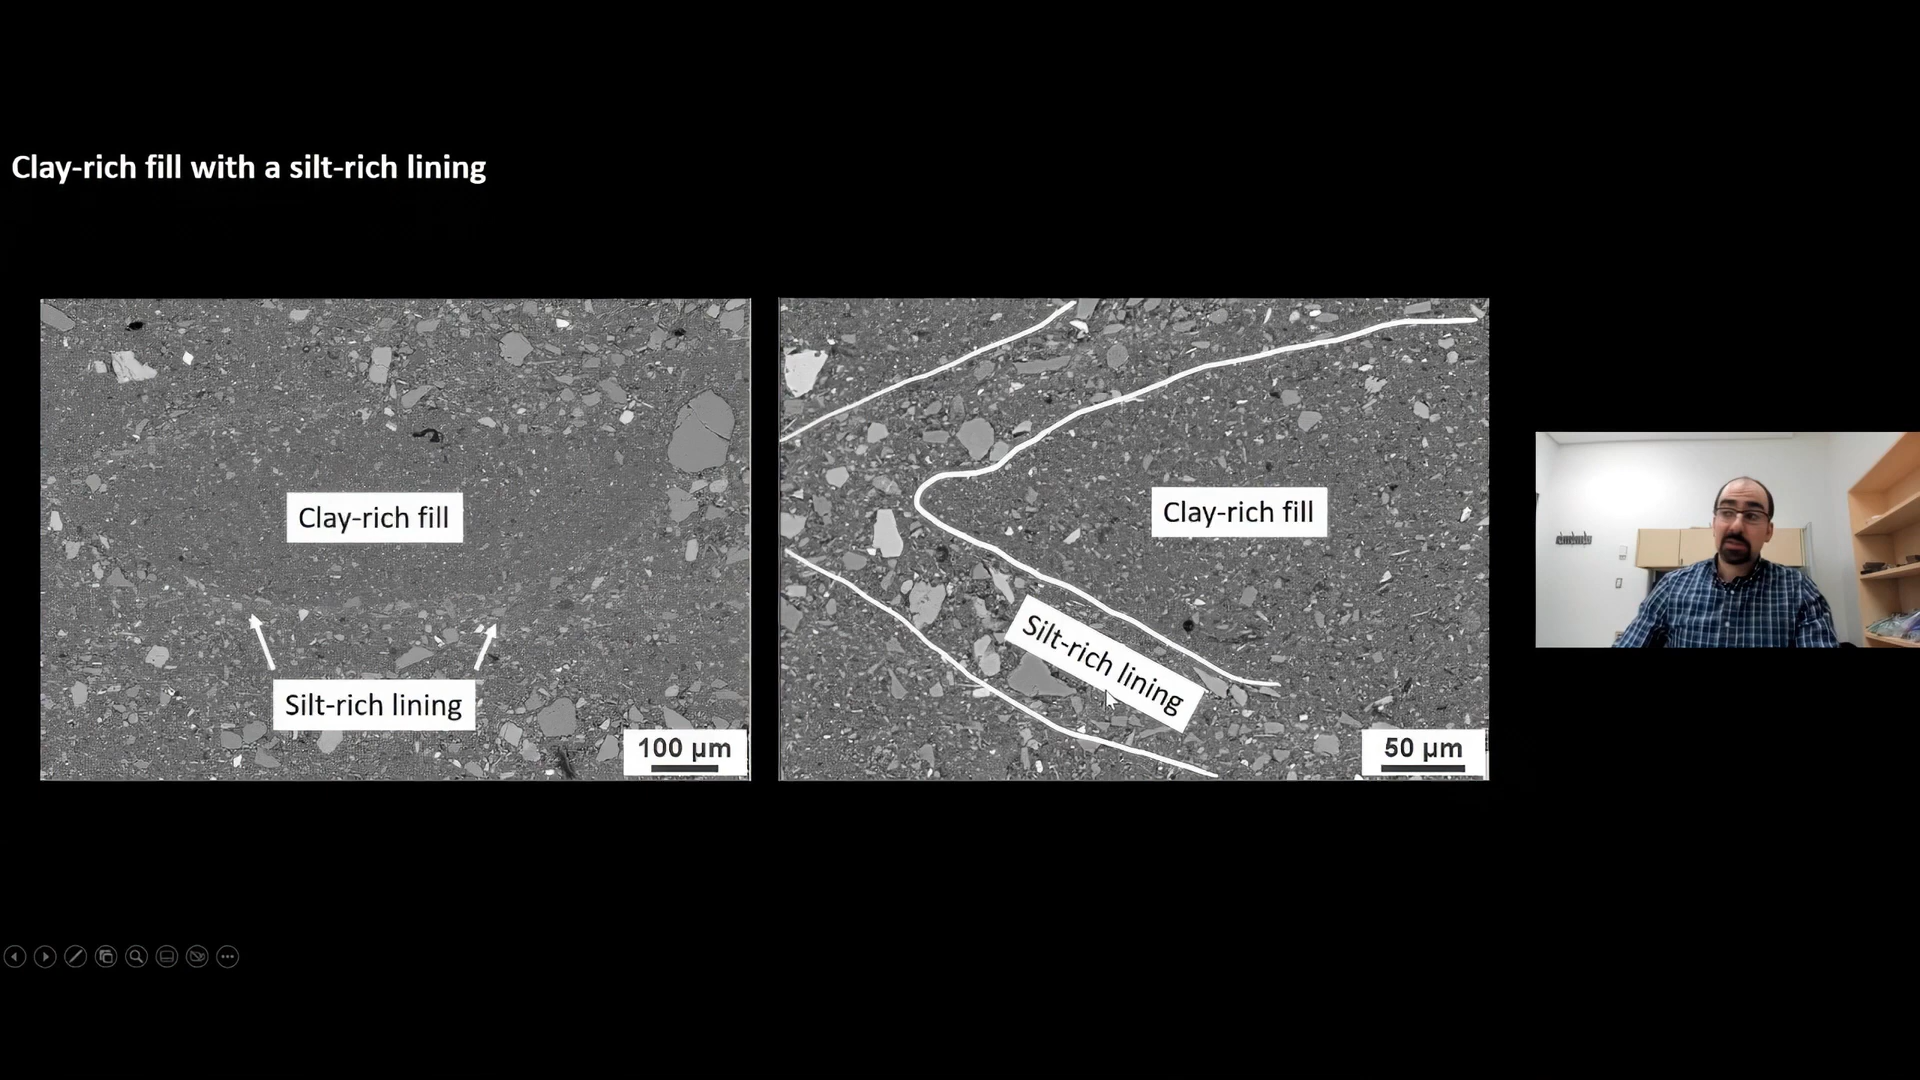 Clay-rich fill with a silt-rich lining
Clay-rich fill
Silt-rich lining
100 µm
Clay-rich fill
Silt-rich lining
50 µm